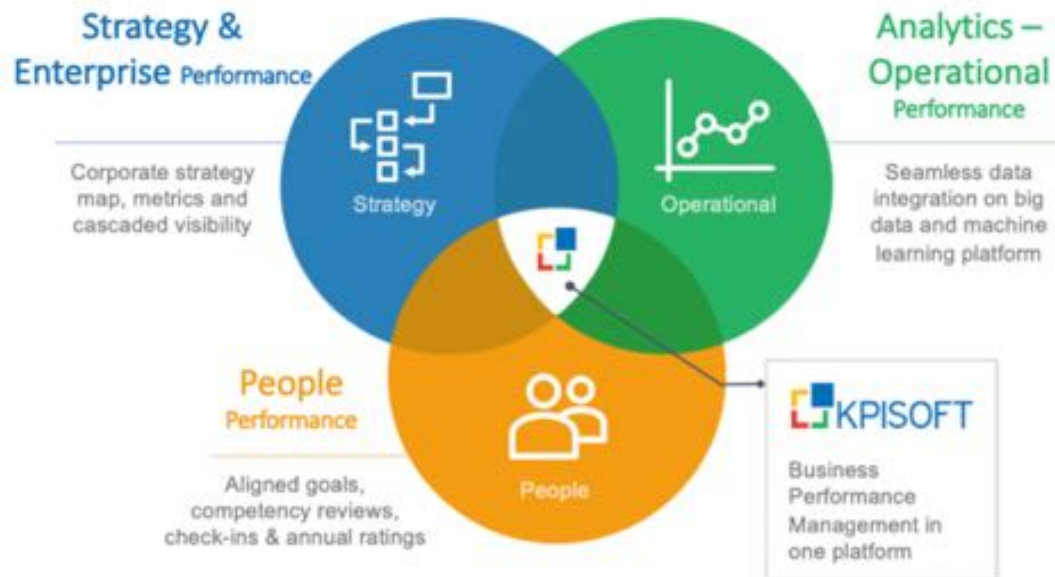 Strategy &
Enterprise Performance
Corporate strategy
map, metrics and
cascaded visibility
Strategy
Operational
Analytics –
Operational
Performance
Seamless data
integration on big
data and machine
learning platform
People
Performance
Aligned goals,
competency reviews,
check-ins & annual ratings
People
KPISOFT
Business
Performance
Management in
one platform